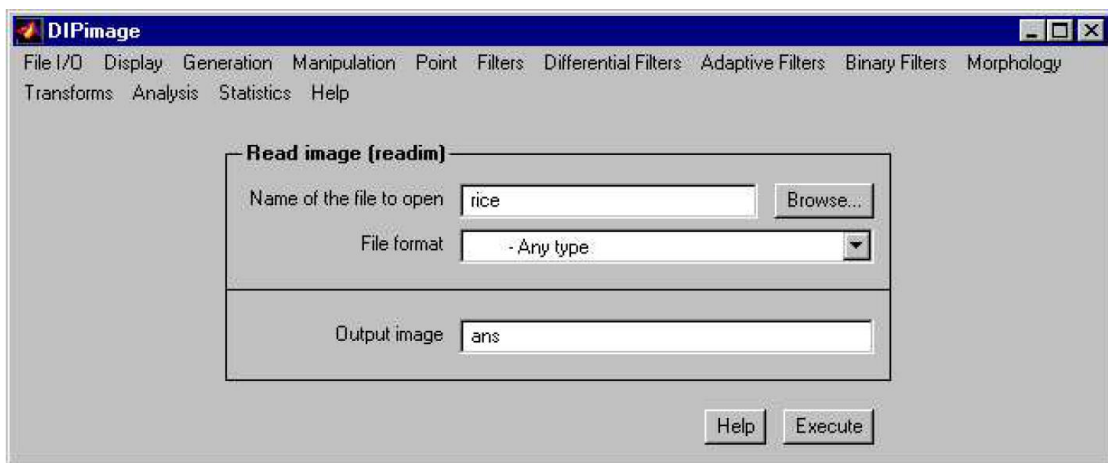 DIPimage
File I/O Display Generation Manipulation Point Filters Differential Filters Adaptive Filters Binary Filters Morphology
Transforms Analysis Statistics Help
Read image (readim)
Name of the file to open rice Browse...
File format - Any type
Output image ans
Help Execute